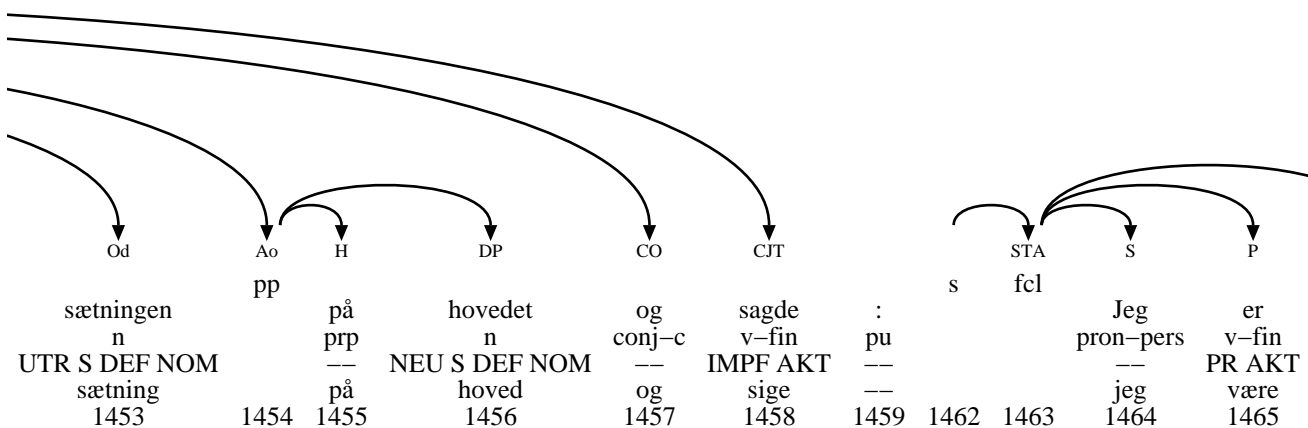 Od Ao H DP CO CJT STA S P
pp s fcl
sætningen på hovedet og sagde : Jeg er
n prp n conj−c v−fin pu pron−pers v−fin
UTR S DEF NOM −− NEU S DEF NOM −− IMPF AKT −− −− PR AKT
sætning på hoved og sige −− jeg være
1453 1454 1455 1456 1457 1458 1459 1462 1463 1464 1465